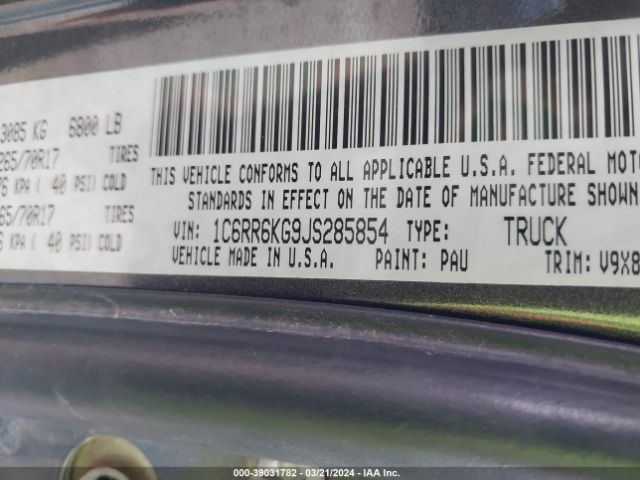 3085 KG 6800 LB
265/70R17 TIRES
KPA ( 40 PSI) COLD
65/70R17 TIRES
KPA ( 40 PSI) COLD
THIS VEHICLE CONFORMS TO ALL APPLICABLE U.S.A. FEDERAL MOTO
STANDARDS IN EFFECT ON THE DATE OF MANUFACTURE SHOWN
VIN: 1C6RR6KG9JS285854 TYPE: TRUCK
VEHICLE MADE IN U.S.A. PAINT: PAU TRIM: V9X8
000-39031782 - 03/21/2024 - IAA Inc.